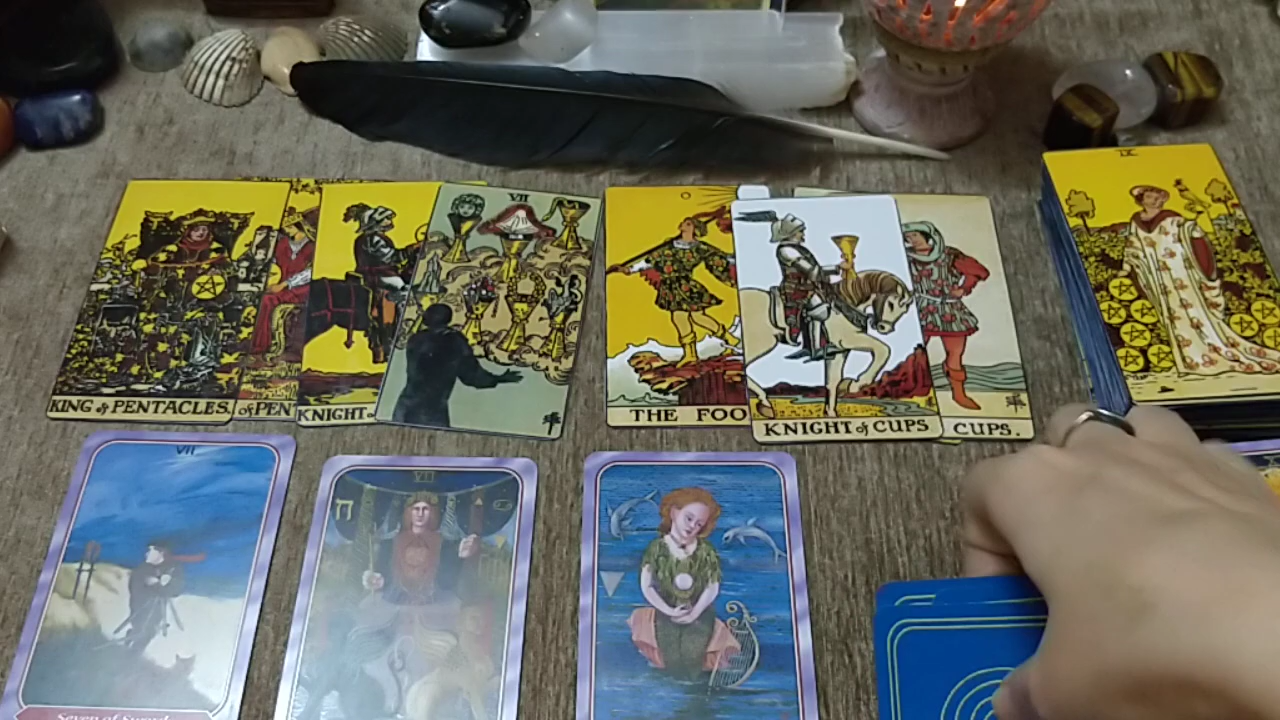 VII
IX
KING of PENTACLES.
of PEN
KNIGHT
THE FOO
KNIGHT of CUPS
CUPS.
VII
VII
ח
Seven of Swords